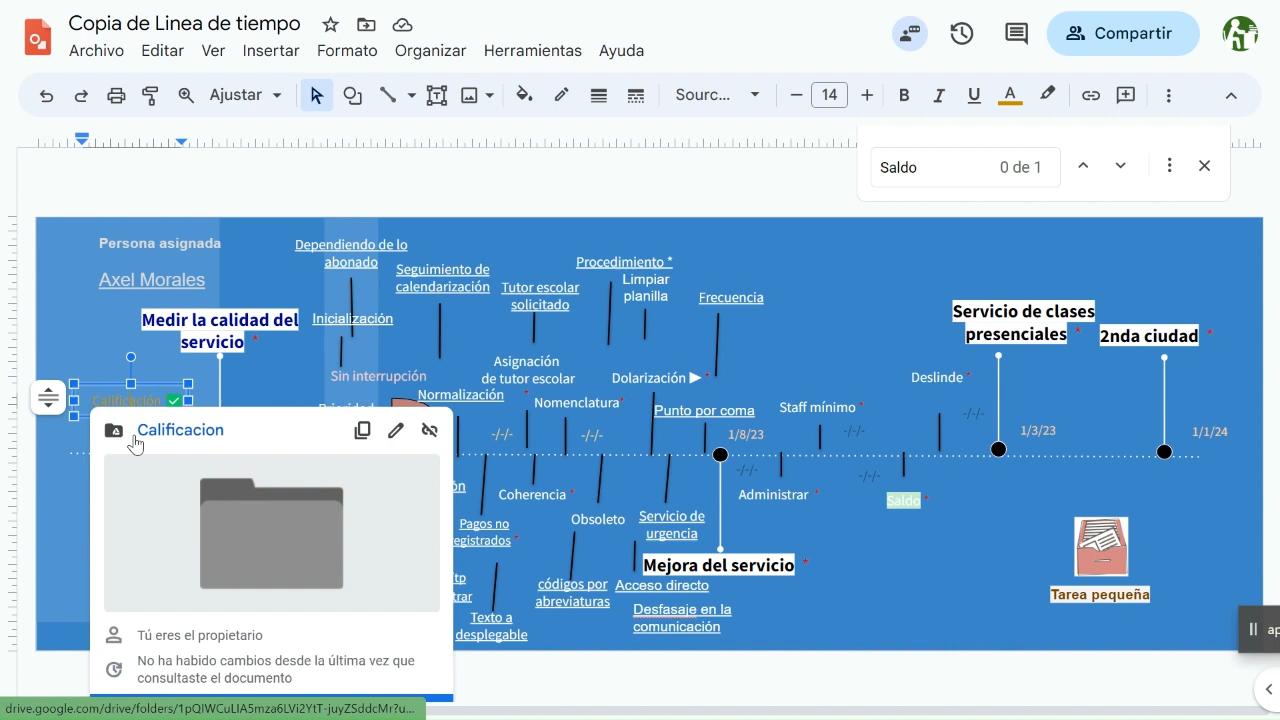 Copia de Linea de tiempo
Archivo Editar Ver Insertar Formato Organizar Herramientas Ayuda
Compartir
Ajustar
Sourc...
14
Saldo 0 de 1
Persona asignada
Axel Morales
Dependiendo de lo
abonado
Seguimiento de
calendarización
Tutor escolar
solicitado
Procedimiento *
Limpiar
planilla
Frecuencia
Medir la calidad del
servicio *
Inicialización
Servicio de clases
presenciales *
2nda ciudad *
Sin interrupción
Asignación
de tutor escolar
Dolarización ▶ *
Deslinde *
Calificación ✅
Normalización *
Nomenclatura *
Punto por coma
Staff mínimo *
-/-/-
-/-/-
-/-/-
1/8/23
-/-/-
1/3/23
1/1/24
-/-/-
-/-/-
Coherencia *
Administrar *
Saldo *
ón
Pagos no
registrados *
Obsoleto
Servicio de
urgencia
Mejora del servicio *
códigos por
abreviaturas
Acceso directo
Desfasaje en la
comunicación
Texto a
desplegable
Tarea pequeña
Calificacion
Tú eres el propietario
No ha habido cambios desde la última vez que
consultaste el documento
ap
drive.google.com/drive/folders/1pQIWCuLIA5mza6LVi2YtT-juyZSddcMr?u...